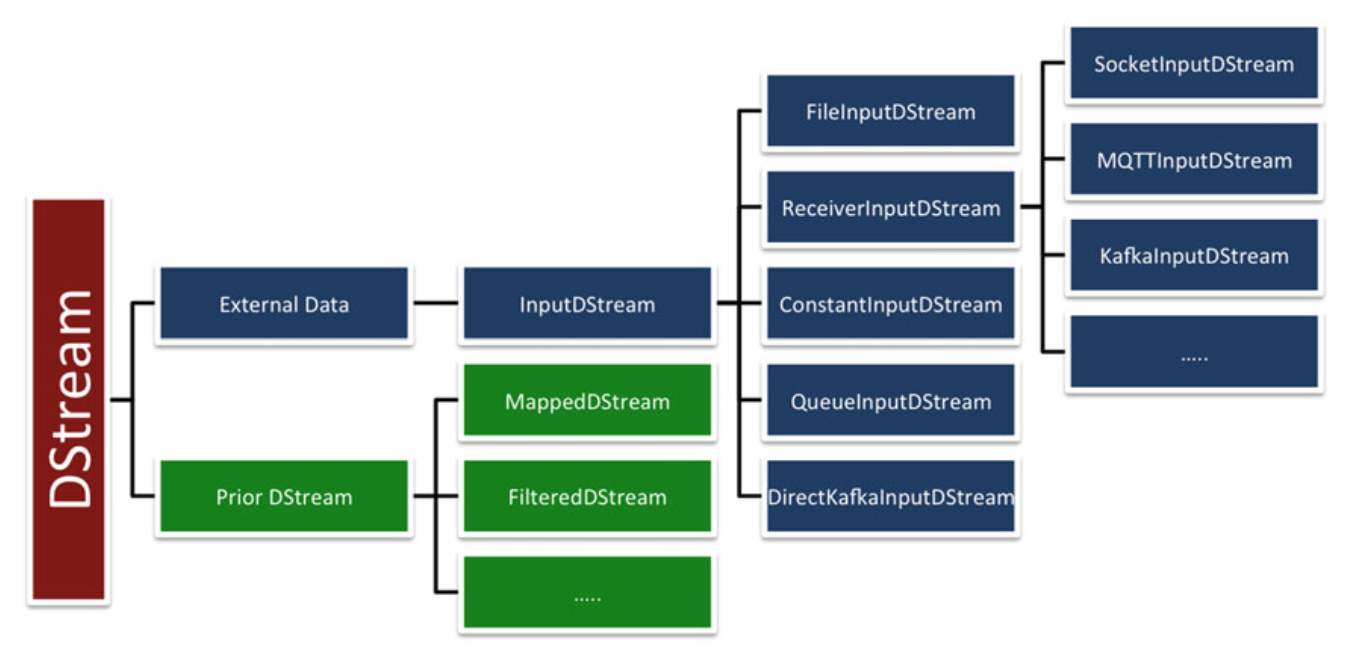 DStream
External Data
Prior DStream
InputDStream
MappedDStream
FilteredDStream
.....
FileInputDStream
ReceiverInputDStream
ConstantInputDStream
QueueInputDStream
DirectKafkaInputDStream
SocketInputDStream
MQTTInputDStream
KafkaInputDStream
.....